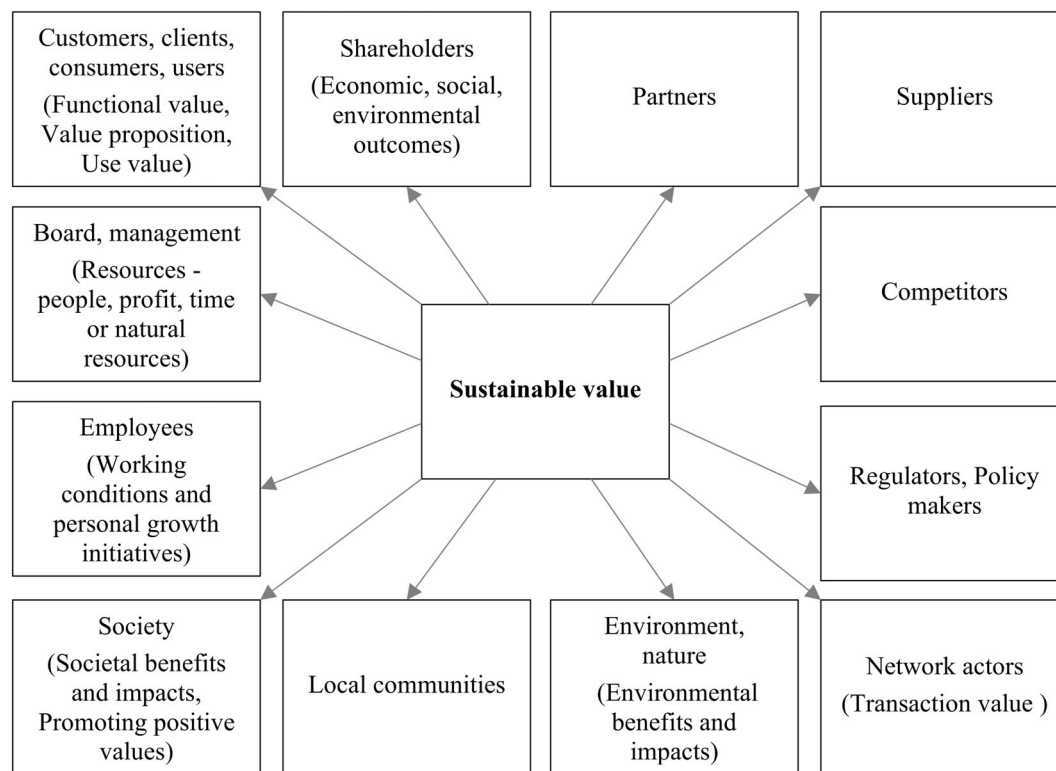 Customers, clients,
consumers, users
(Functional value,
Value proposition,
Use value)
Shareholders
(Economic, social,
environmental
outcomes)
Partners
Suppliers
Board, management
(Resources -
people, profit, time
or natural
resources)
Competitors
Sustainable value
Employees
(Working
conditions and
personal growth
initiatives)
Regulators, Policy
makers
Society
(Societal benefits
and impacts,
Promoting positive
values)
Local communities
Environment,
nature
(Environmental
benefits and
impacts)
Network actors
(Transaction value )